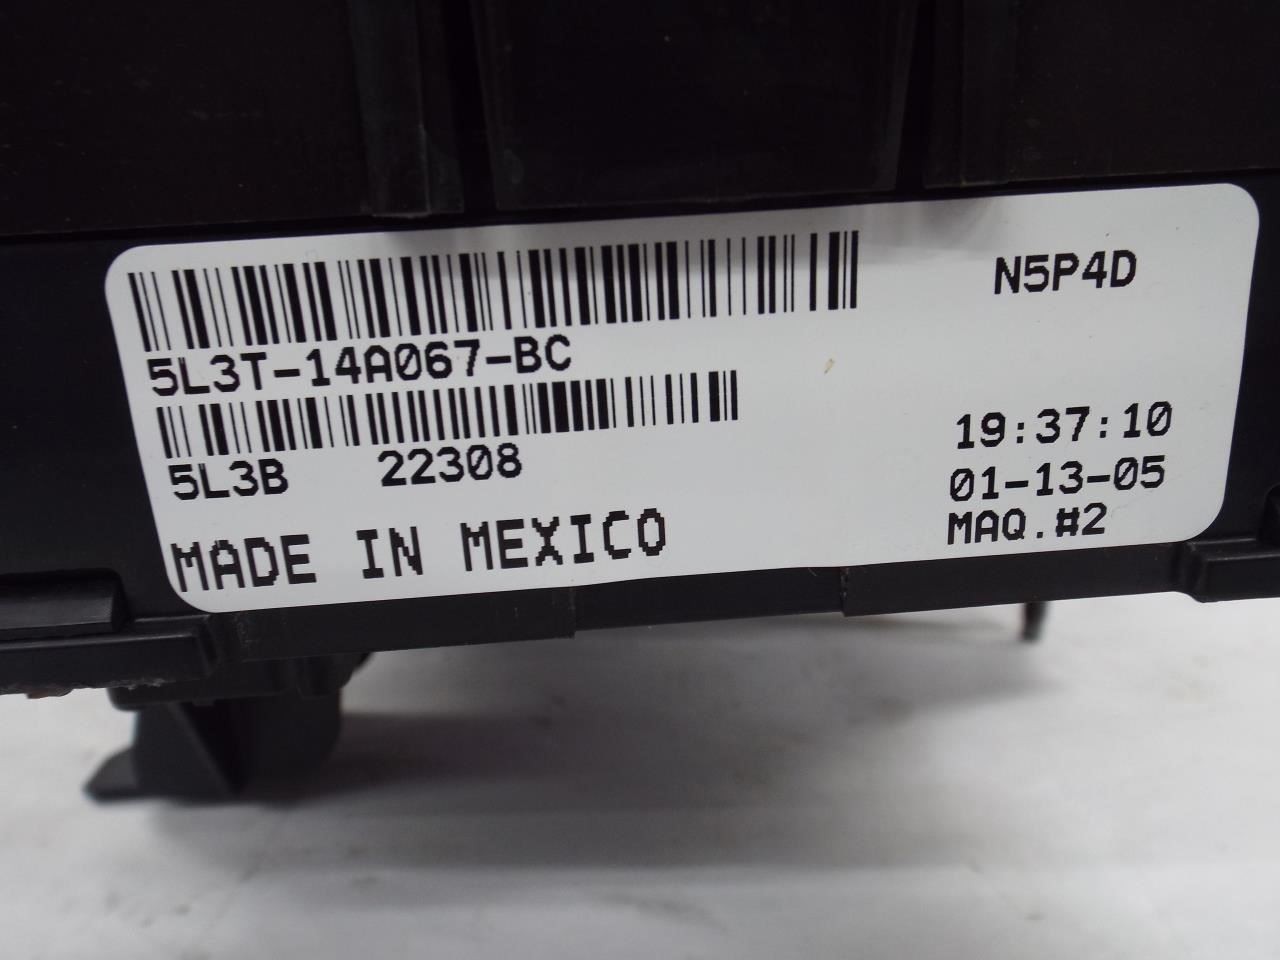 N5P4D
5L3T-14A067-BC
19:37:10
5L3B 22308
01-13-05
MADE IN MEXICO
MAQ.#2